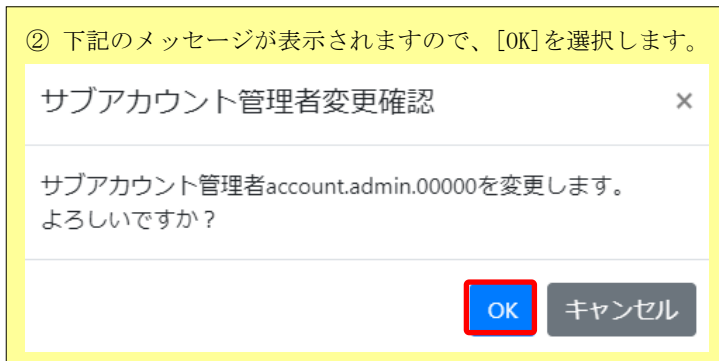 ② 下記のメッセージが表示されますので、[OK]を選択します。
サブアカウント管理者変更確認 ×
サブアカウント管理者account.admin.00000を変更します。
よろしいですか？
OK キャンセル